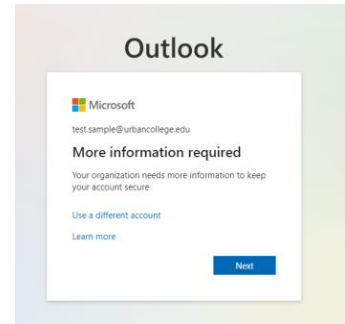 Outlook
Microsoft
test.sample@urbancollege.edu
More information required
Your organization needs more information to keep
your account secure
Use a different account
Learn more
Next